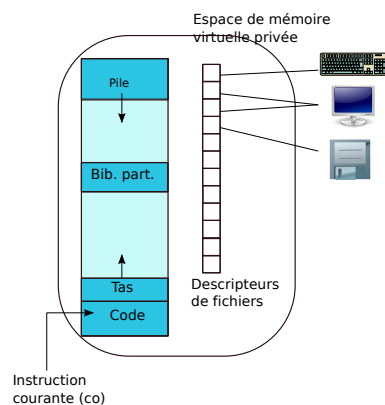 Espace de mémoire
virtuelle privée
Pile
Bib. part.
Tas
Code
Descripteurs
de fichiers
Instruction
courante (co)